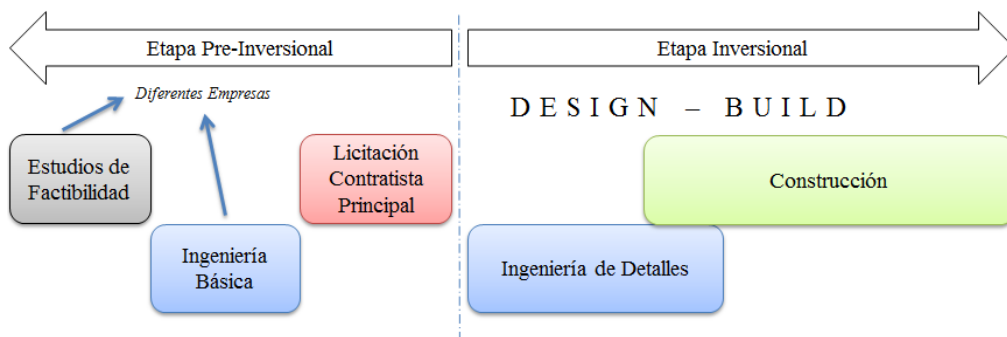 Etapa Pre-Inversional
Etapa Inversional
Diferentes Empresas
DESIGN – BUILD
Estudios de
Factibilidad
Licitación
Contratista
Principal
Construcción
Ingeniería
Básica
Ingeniería de Detalles